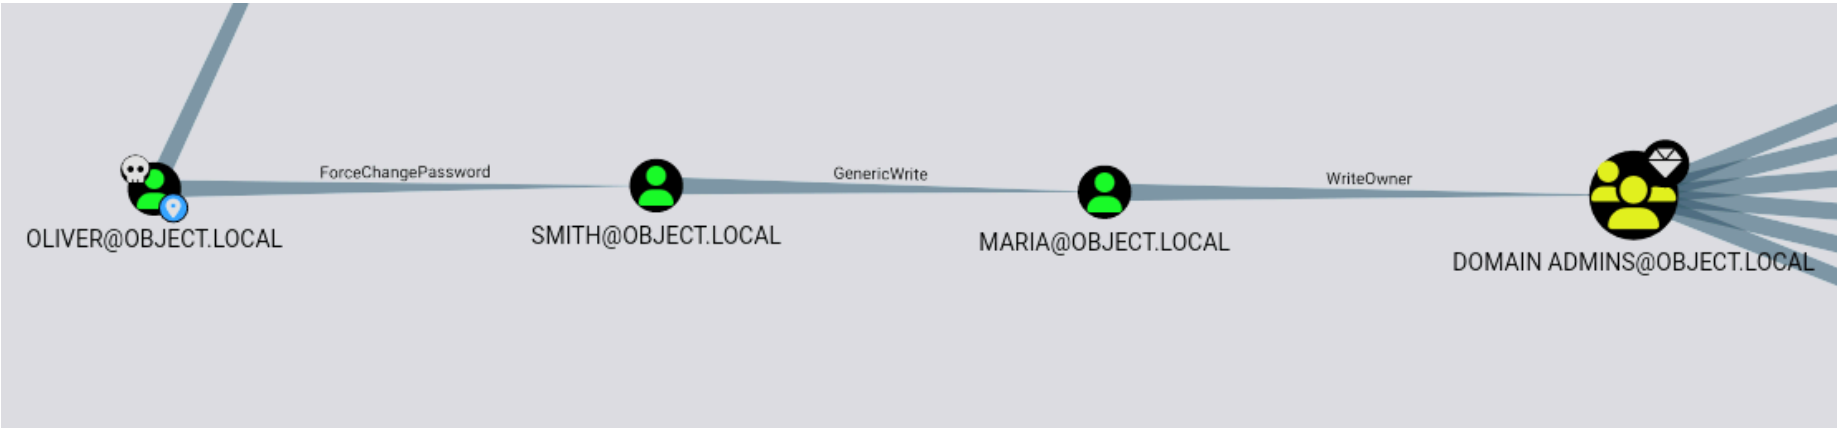 ForceChangePassword
GenericWrite
WriteOwner
OLIVER@OBJECT.LOCAL
SMITH@OBJECT.LOCAL
MARIA@OBJECT.LOCAL
DOMAIN ADMINS@OBJECT.LOCAL